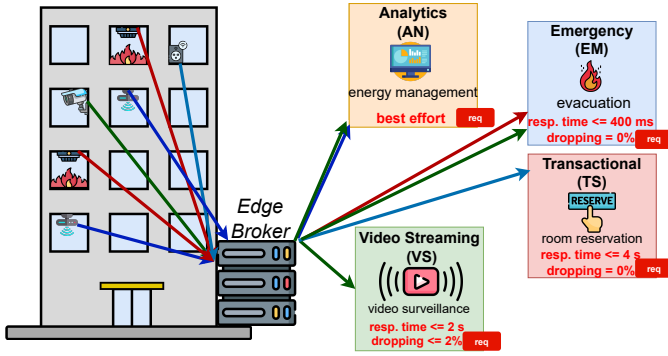 Analytics
(AN)
energy management
best effort
req
Emergency
(EM)
evacuation
resp. time <= 400 ms
dropping = 0%
req
Edge
Broker
Video Streaming
(VS)
video surveillance
resp. time <= 2 s
dropping <= 2%
req
Transactional
(TS)
RESERVE
room reservation
resp. time <= 4 s
dropping = 0%
req